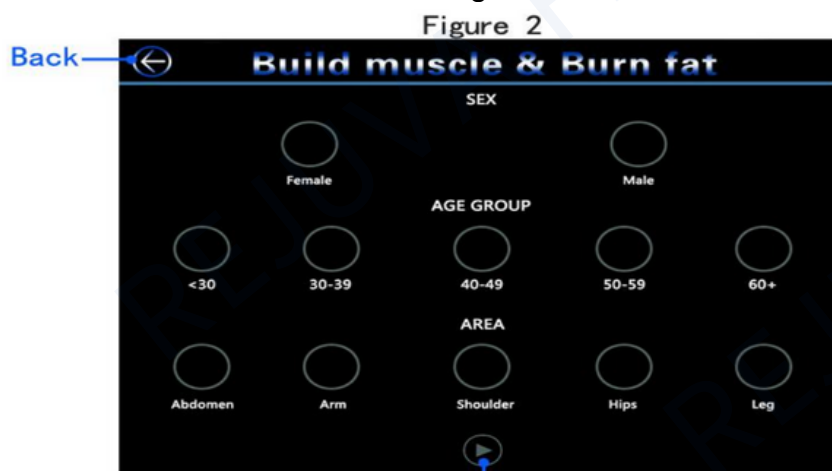 Figure 2
Back
Build muscle & Burn fat
SEX
Female Male
AGE GROUP
<30 30-39 40-49 50-59 60+
AREA
Abdomen Arm Shoulder Hips Leg